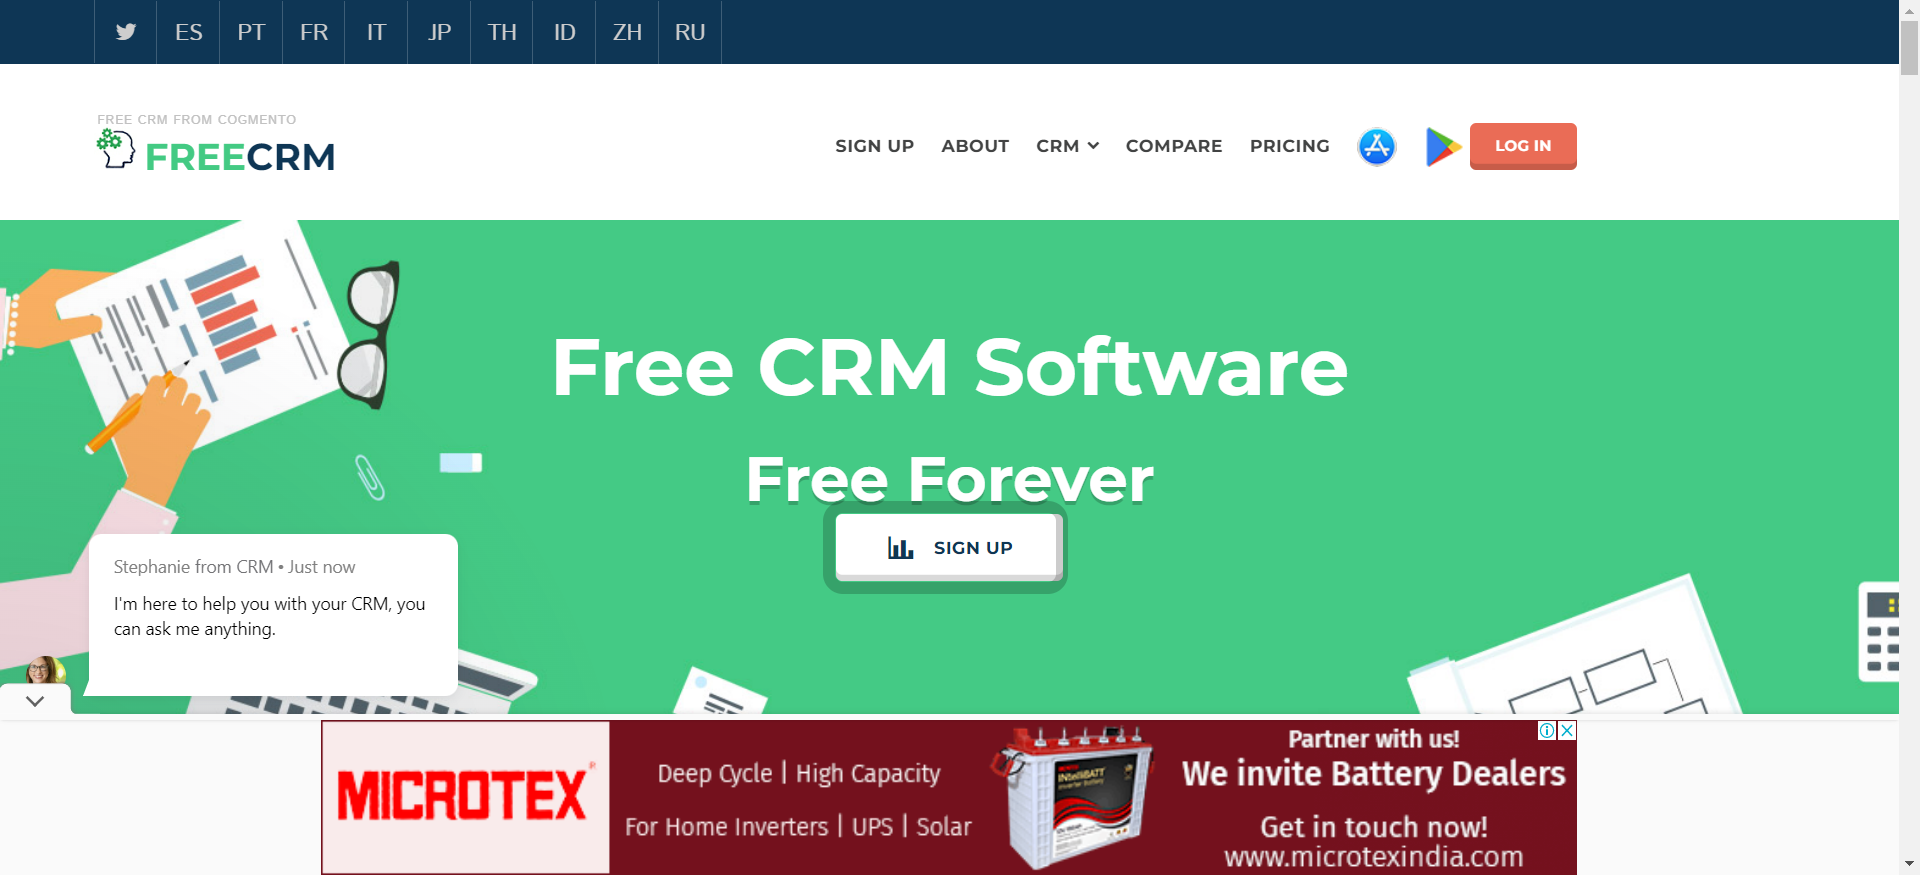 ES PT FR IT JP TH ID ZH RU
FREE CRM FROM COGMENTO
FREECRM
SIGN UP ABOUT CRM COMPARE PRICING LOG IN
Free CRM Software
Free Forever
SIGN UP
Stephanie from CRM • Just now
I'm here to help you with your CRM, you
can ask me anything.
MICROTEX®
Deep Cycle | High Capacity
For Home Inverters | UPS | Solar
Partner with us!
We invite Battery Dealers
Get in touch now!
www.microtexindia.com